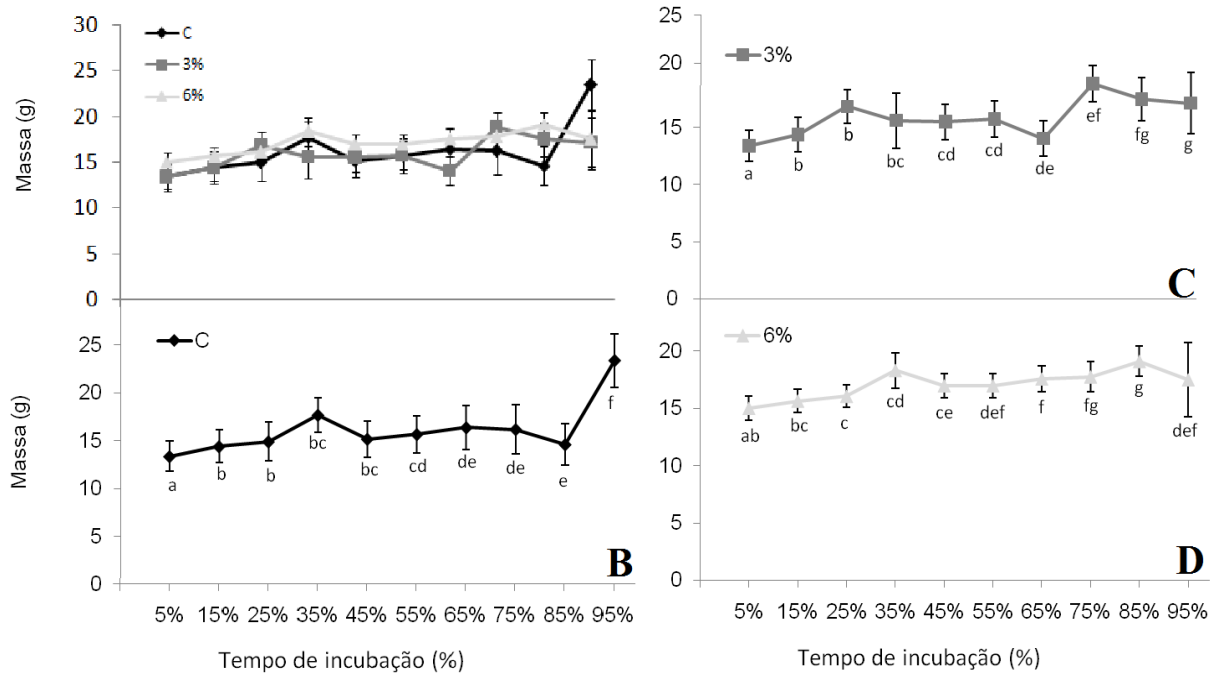 30
25
20
15
10
5
0
Massa (g)
C
3%
6%
25
20
15
10
5
0
3%
a
b
b
bc
cd
cd
de
ef
fg
g
C
25
20
15
10
5
0
Massa (g)
C
a
b
b
bc
bc
cd
de
de
e
f
B
5% 15% 25% 35% 45% 55% 65% 75% 85% 95%
Tempo de incubação (%)
20
15
10
5
0
6%
ab
bc
c
cd
ce
def
f
fg
g
def
D
5% 15% 25% 35% 45% 55% 65% 75% 85% 95%
Tempo de incubação (%)